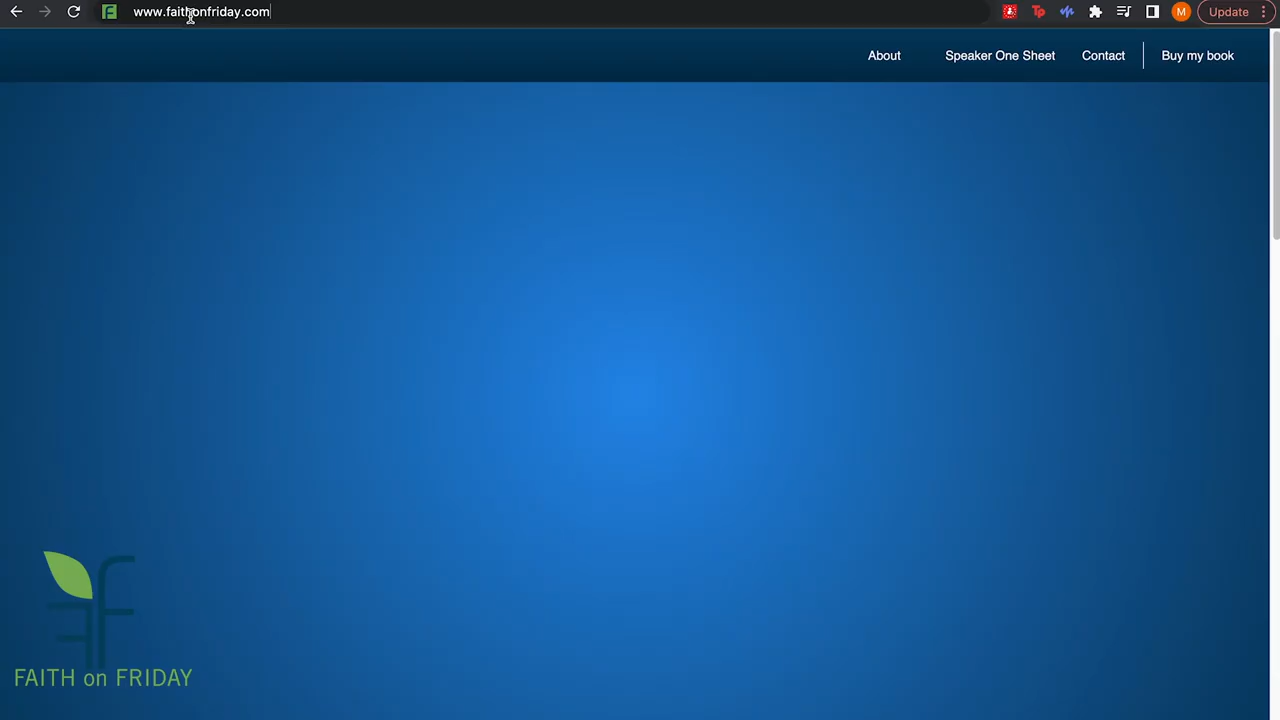 www.faithonfriday.com
M
Update
About
Speaker One Sheet
Contact
Buy my book
FAITH on FRIDAY